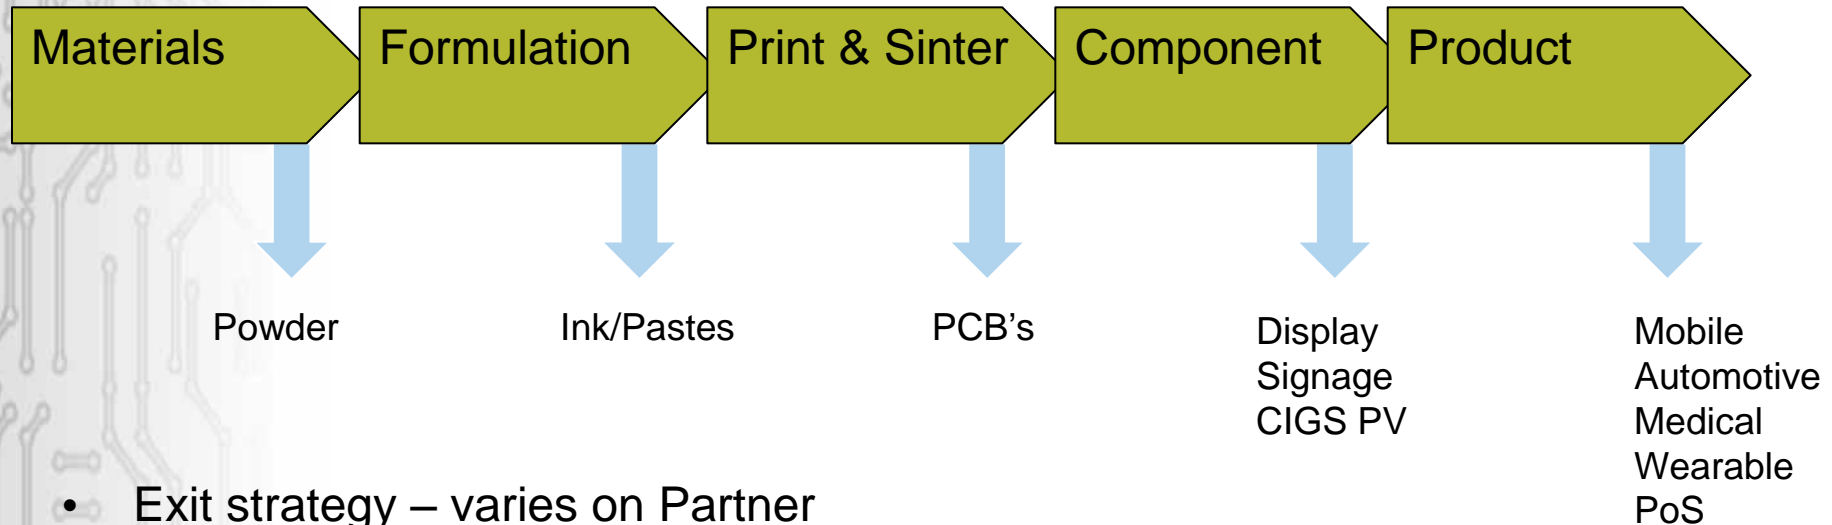 Materials
Formulation
Print & Sinter
Component
Product
Powder
Ink/Pastes
PCB’s
Display
Signage
CIGS PV
Mobile
Automotive
Medical
Wearable
PoS
• Exit strategy – varies on Partner